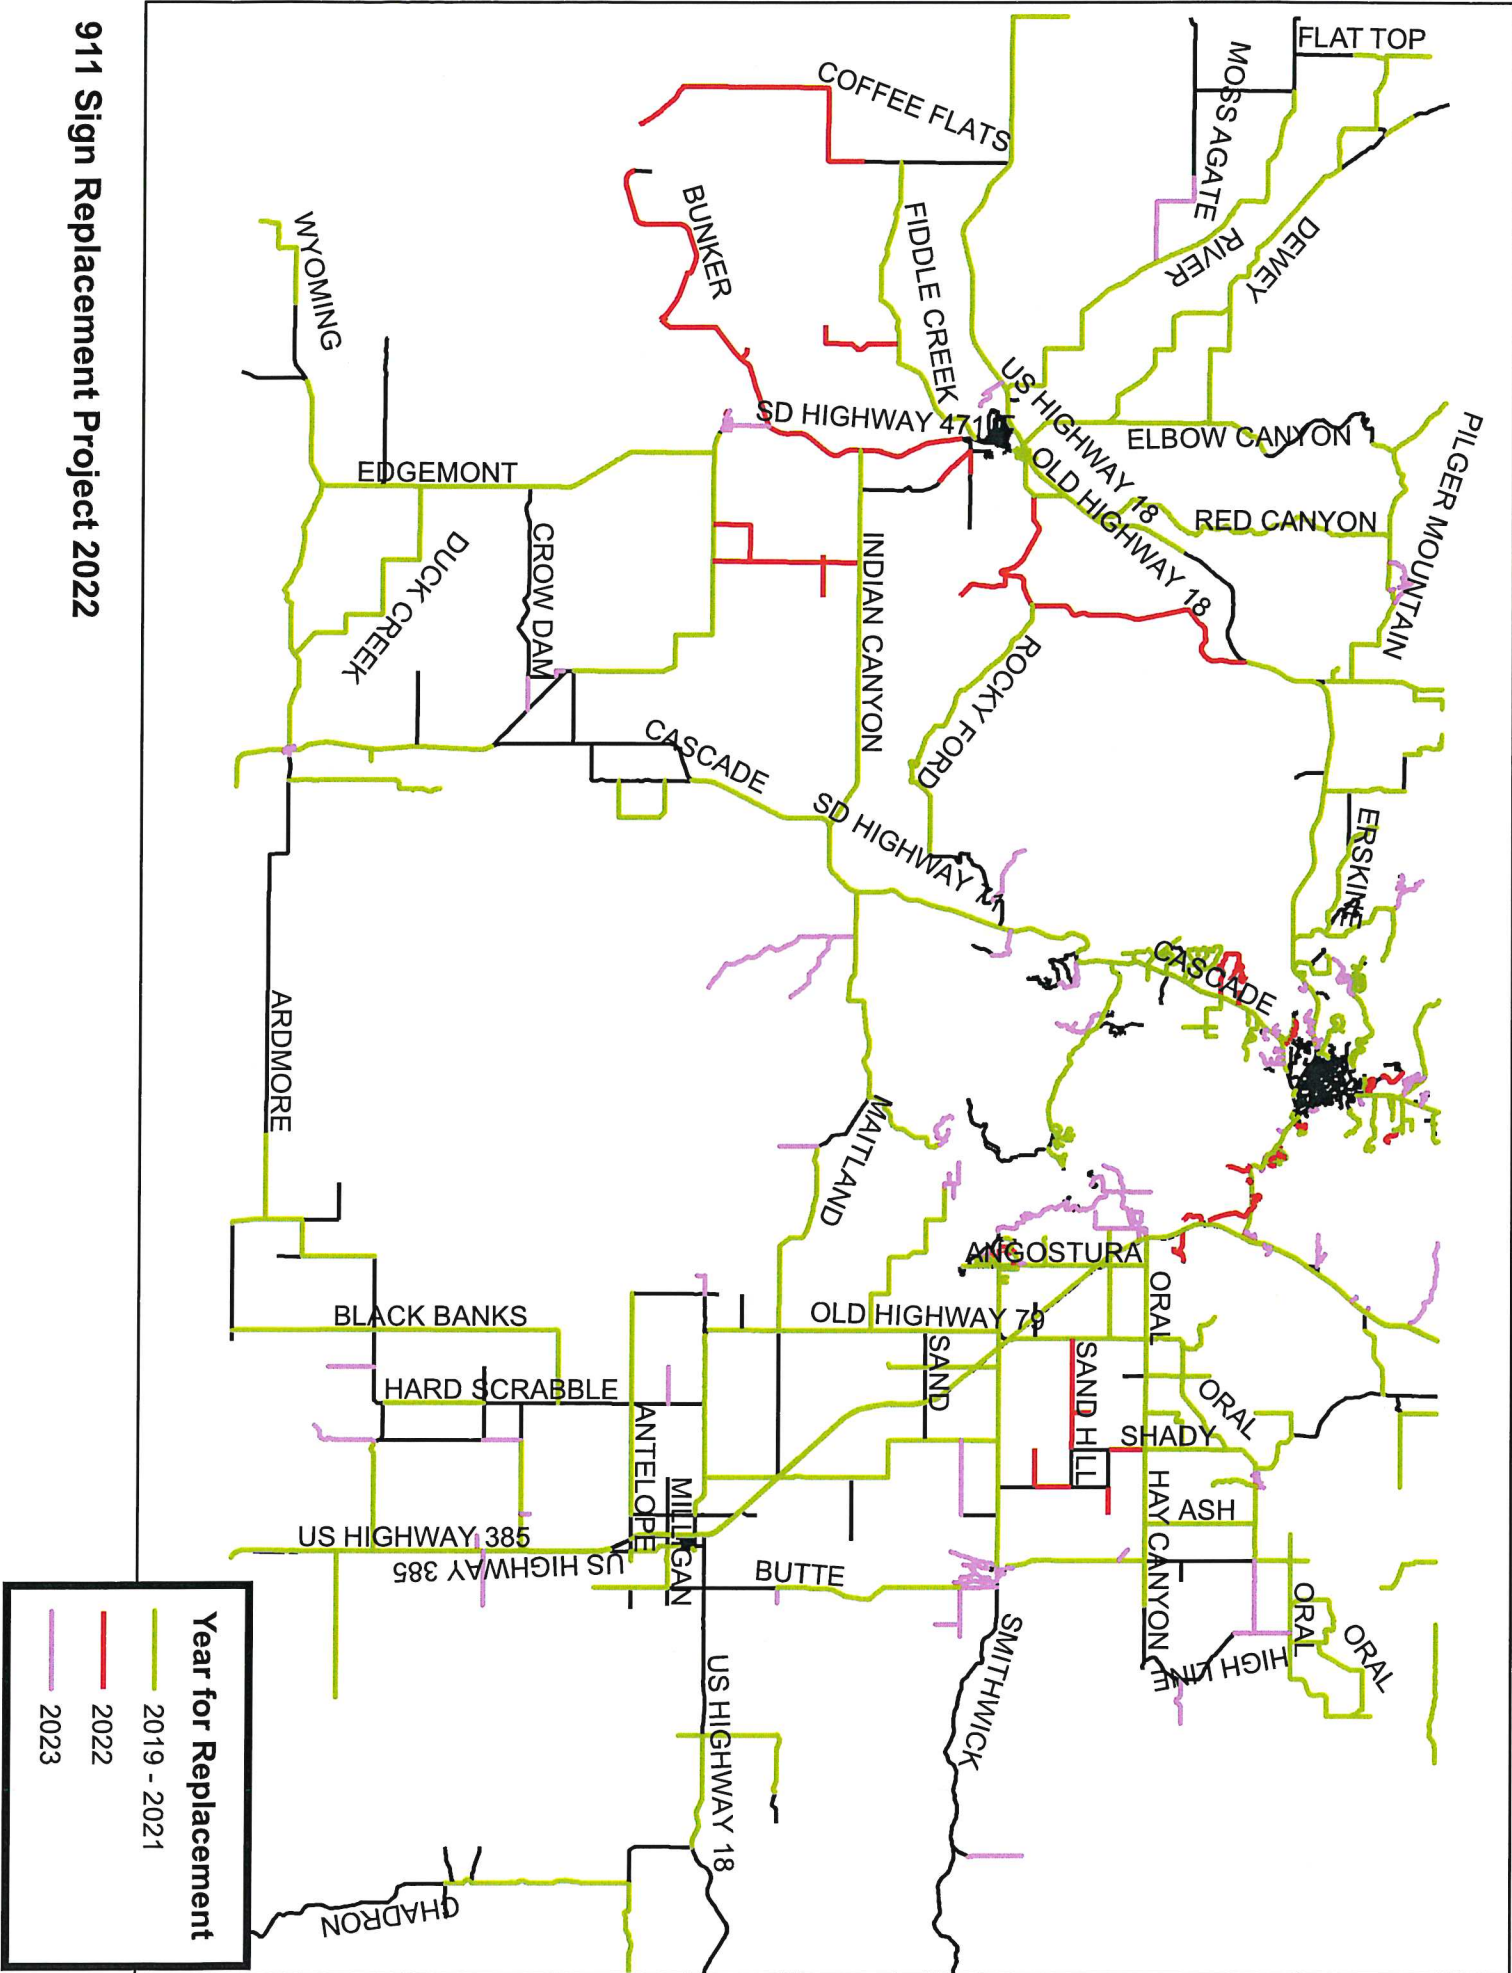 911 Sign Replacement Project 2022
FLAT TOP
MOSS AGATE
COFFEE FLATS
RIVER
DEWEY
BUNKER
FIDDLE CREEK
WYOMING
US HIGHWAY 18
SD HIGHWAY 471
ELBOW CANYON
PILGER MOUNTAIN
OLD HIGHWAY 18
RED CANYON
EDGEMONT
DUCK CREEK
CROW DAM
INDIAN CANYON
ROCKY FORD
CASCADE
SD HIGHWAY 71
ERSKINE
CASCADE
ARDMORE
MAITLAND
ANGOSTURA
ORAL
BLACK BANKS
OLD HIGHWAY 79
SAND
SAND HILL
ORAL
HARD SCRABBLE
ANTELOPE
SHADY
MILLIGAN
HAY CANYON
ASH
US HIGHWAY 385
US HIGHWAY 385
BUTTE
ORAL
ORAL
HIGH LINE
SMITHWICK
US HIGHWAY 18
CHADRON
Year for Replacement
2019 - 2021
2022
2023